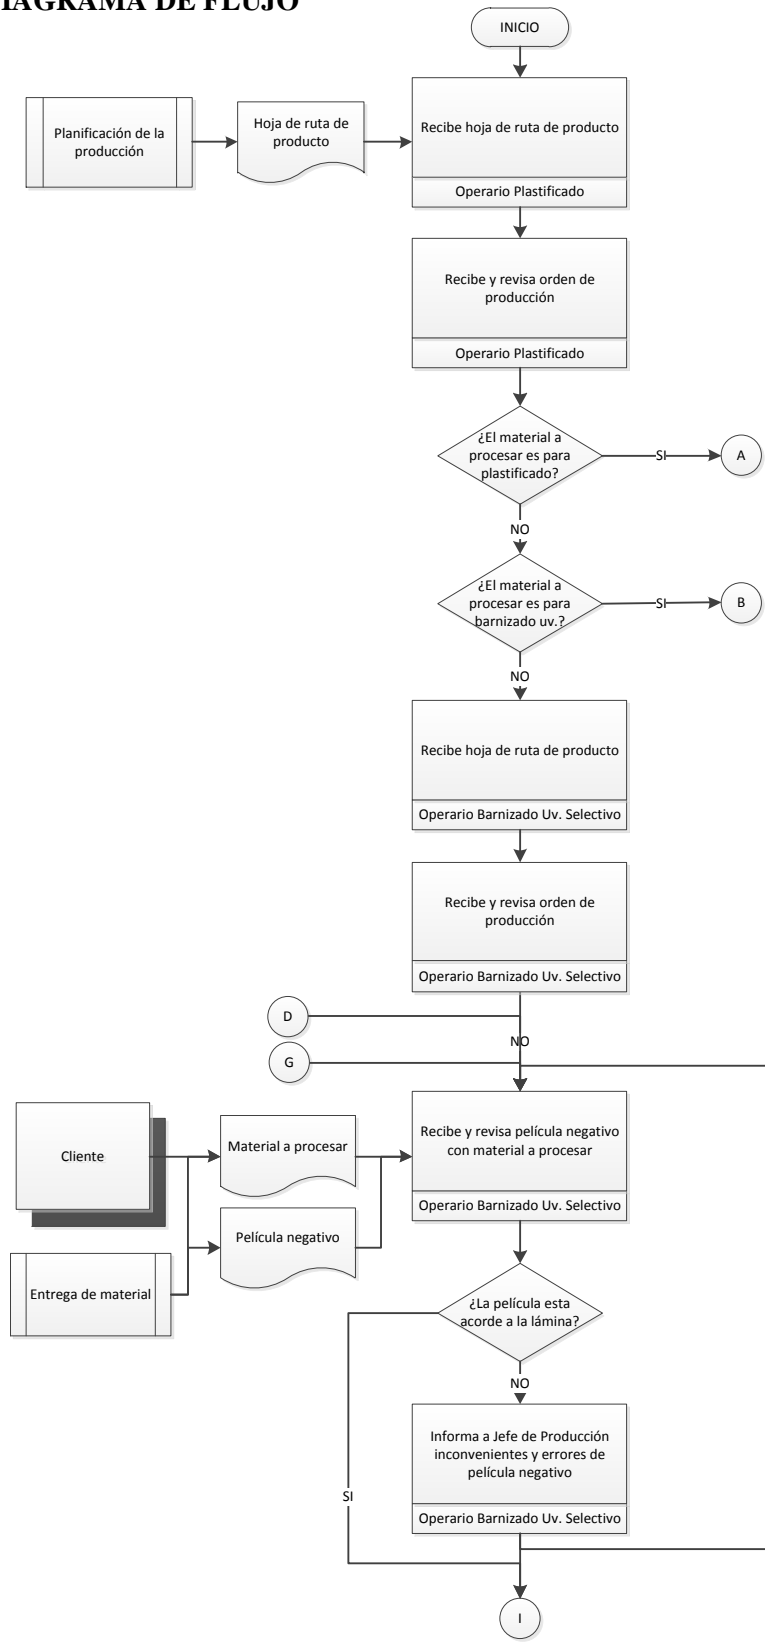 IAGRAMA DE FLUJO
INICIO
Planificación de la
producción
Hoja de ruta de
producto
Recibe hoja de ruta de producto
Operario Plastificado
Recibe y revisa orden de
producción
Operario Plastificado
¿El material a
procesar es para
plastificado?
SI
A
NO
¿El material a
procesar es para
barnizado uv.?
SI
B
NO
Recibe hoja de ruta de producto
Operario Barnizado Uv. Selectivo
Recibe y revisa orden de
producción
Operario Barnizado Uv. Selectivo
D
NO
G
Cliente
Material a procesar
Recibe y revisa película negativo
con material a procesar
Operario Barnizado Uv. Selectivo
Película negativo
Entrega de material
¿La película esta
acorde a la lámina?
NO
Informa a Jefe de Producción
inconvenientes y errores de
película negativo
SI
Operario Barnizado Uv. Selectivo
I